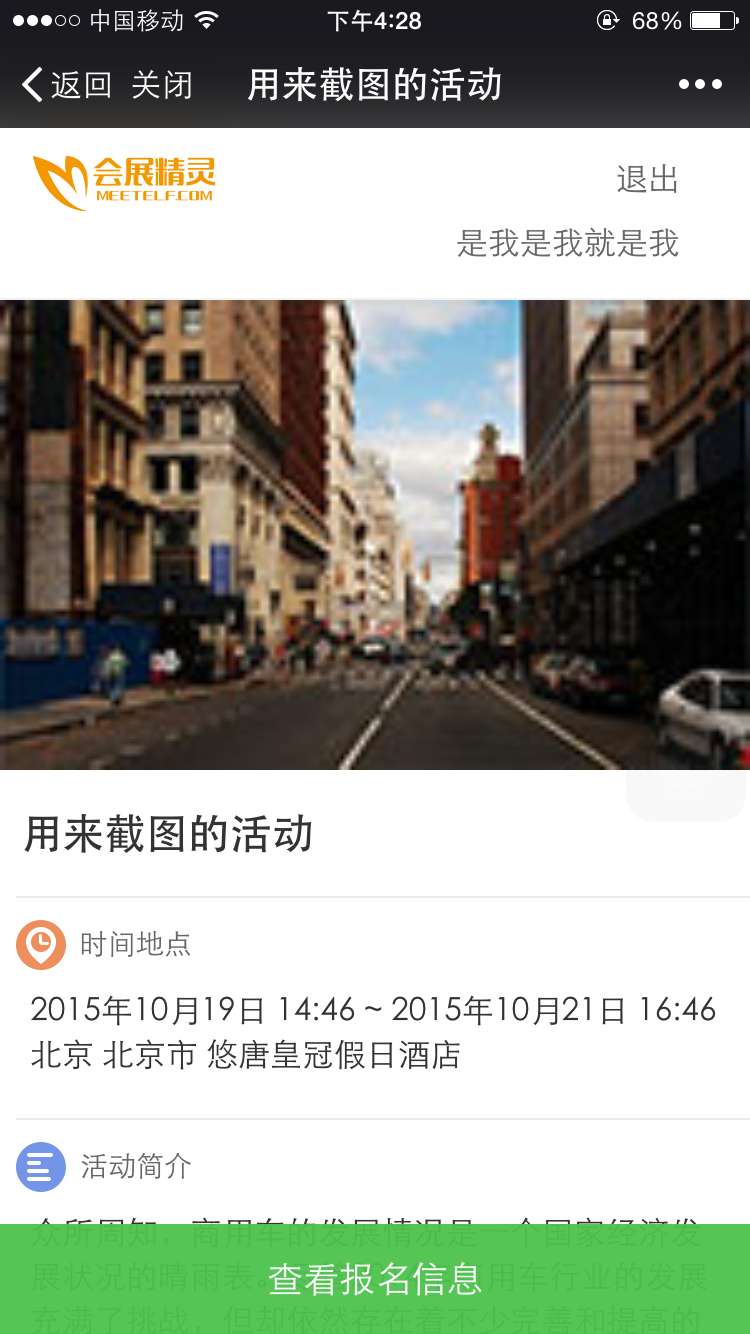 中国移动 下午4:28 68%
返回 关闭 用来截图的活动
会展精灵
MEETELF.COM
退出
是我是我就是我
用来截图的活动
时间地点
2015年10月19日 14:46 ~ 2015年10月21日 16:46
北京 北京市 悠唐皇冠假日酒店
活动简介
众所周知，商用车的发展情况是一个国家经济发
展状况的晴雨表。
用车行业的发展
查看报名信息
充满了挑战，但却依然存在着不少完善和提高的